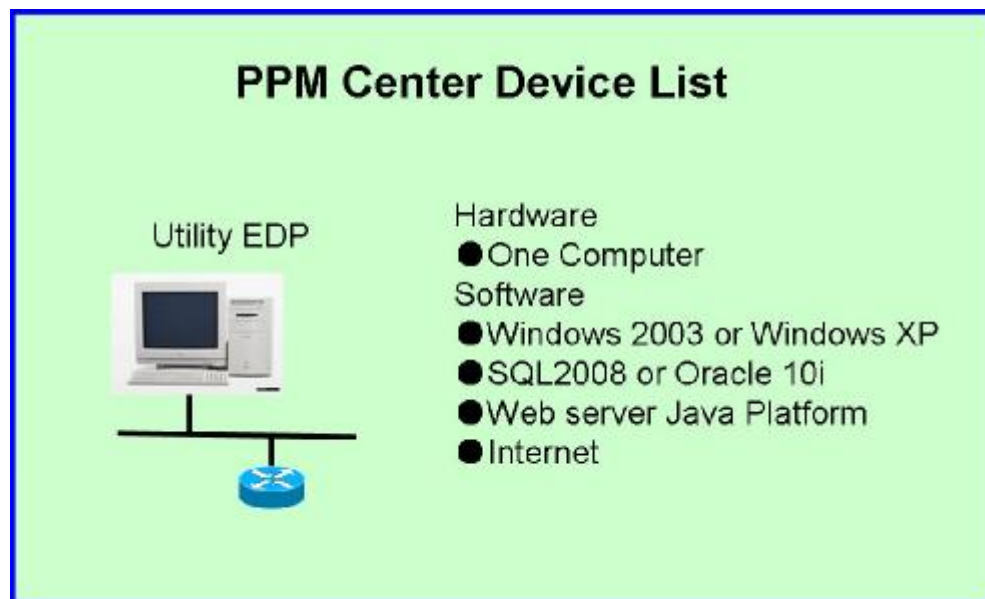 PPM Center Device List
Utility EDP
Hardware
●One Computer
Software
●Windows 2003 or Windows XP
●SQL2008 or Oracle 10i
●Web server Java Platform
●Internet